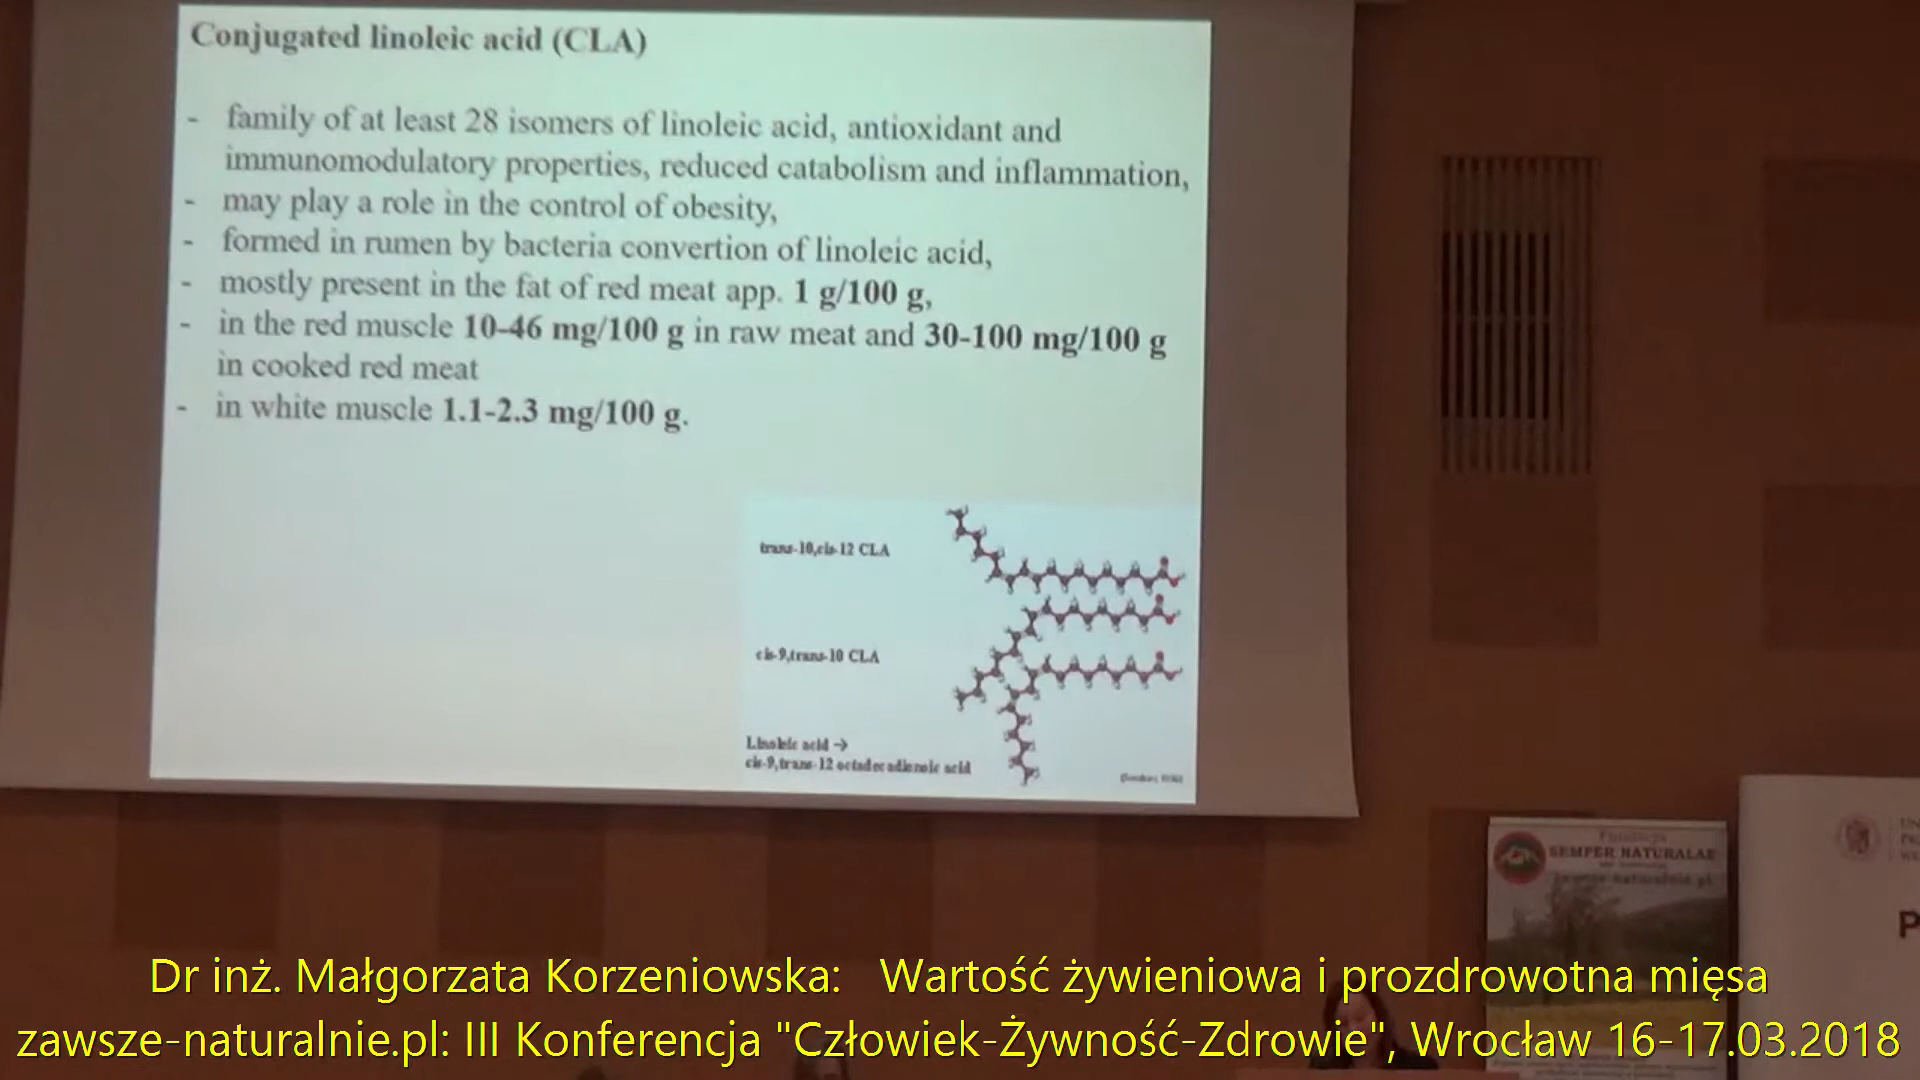 Conjugated linoleic acid (CLA)
- family of at least 28 isomers of linoleic acid, antioxidant and
immunomodulatory properties, reduced catabolism and inflammation,
- may play a role in the control of obesity,
- formed in rumen by bacteria convertion of linoleic acid,
- mostly present in the fat of red meat app. 1 g/100 g,
- in the red muscle 10-46 mg/100 g in raw meat and 30-100 mg/100 g
in cooked red meat
- in white muscle 1.1-2.3 mg/100 g.
trans-10,cis-12 CLA
cis-9,trans-10 CLA
Linoleic acid →
cis-9,trans-12 octadecadienoic acid
Fundacja
SEMPER NATURALAE
zawsze-naturalnie.pl
P
Dr inż. Małgorzata Korzeniowska: Wartość żywieniowa i prozdrowotna mięsa
zawsze-naturalnie.pl: III Konferencja "Człowiek-Żywność-Zdrowie", Wrocław 16-17.03.2018